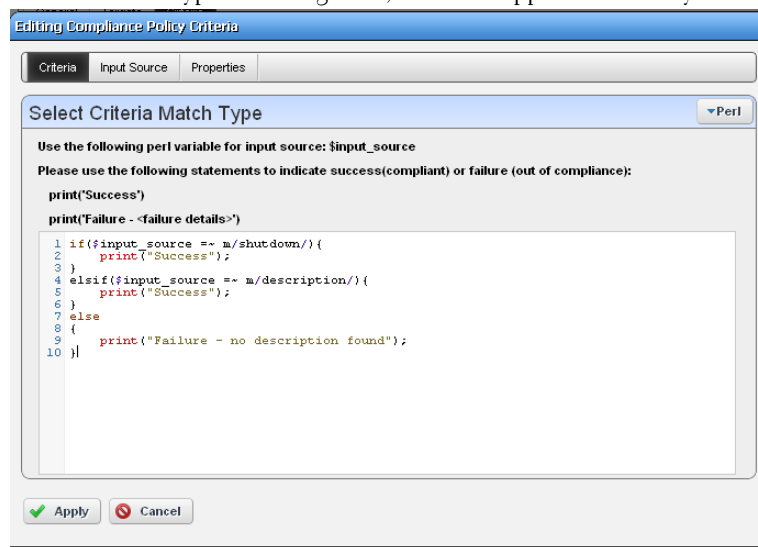 Editing Compliance Policy Criteria
Criteria Input Source Properties
Select Criteria Match Type
Perl
Use the following perl variable for input source: $input_source
Please use the following statements to indicate success(compliant) or failure (out of compliance):
print('Success')
print('Failure - <failure details>')
1 if($input_source =~ m/shutdown/){
2 print("Success");
3 }
4 elsif($input_source =~ m/description/){
5 print("Success");
6 }
7 else
8 {
9 print("Failure - no description found");
10 }
Apply Cancel